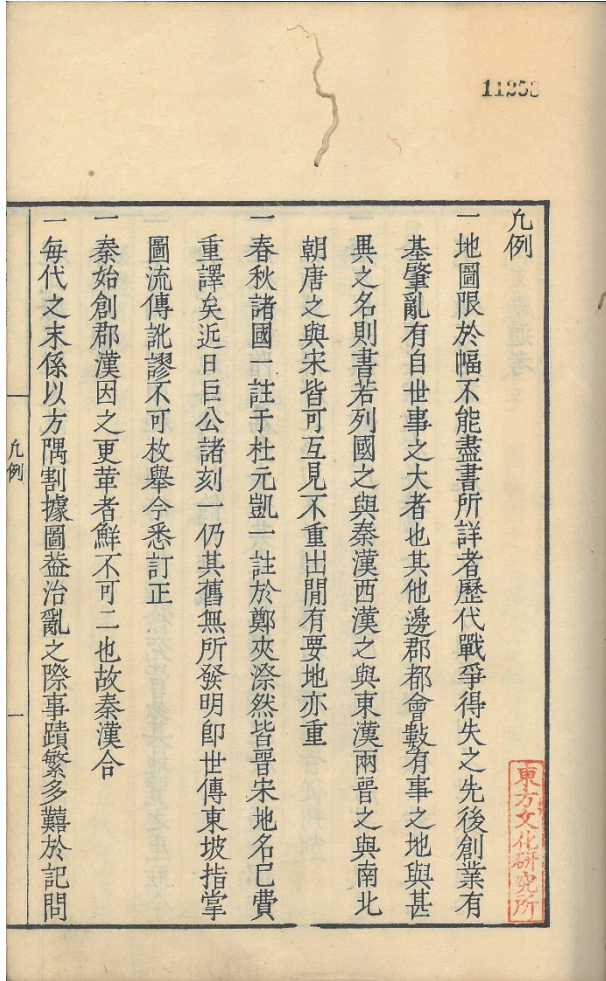 11253
凢例
一地圖限於幅不能盡書所詳者歷代戰爭得失之先後創業有
基肇亂有自世事之大者也其他邊郡都會數有事之地與甚
異之名則書若列國之與秦漢西漢之與東漢兩晉之與南北
朝唐之與宋皆可互見不重出閒有要地亦重
一春秋諸國一註于杜元凱一註於鄭夾漈然皆晉宋地名已費
重譯矣近日巨公諸刻一仍其舊無所發明卽世傳東坡指掌
圖流傳訛謬不可枚舉今悉訂正
一秦始創郡漢因之更革者鮮不可二也故秦漢合
一每代之末係以方隅割據圖葢治亂之際事蹟繁多囏於記問
凢例
一
東方文化研究所